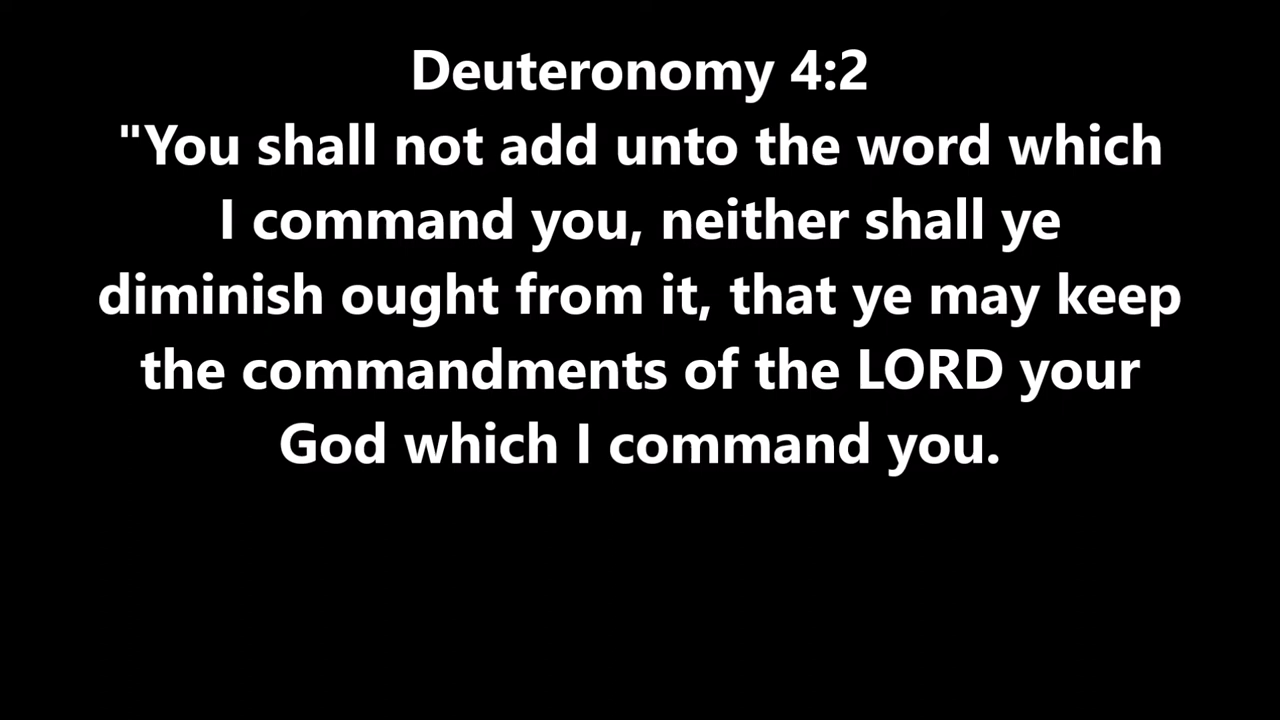 Deuteronomy 4:2
"You shall not add unto the word which
I command you, neither shall ye
diminish ought from it, that ye may keep
the commandments of the LORD your
God which I command you.